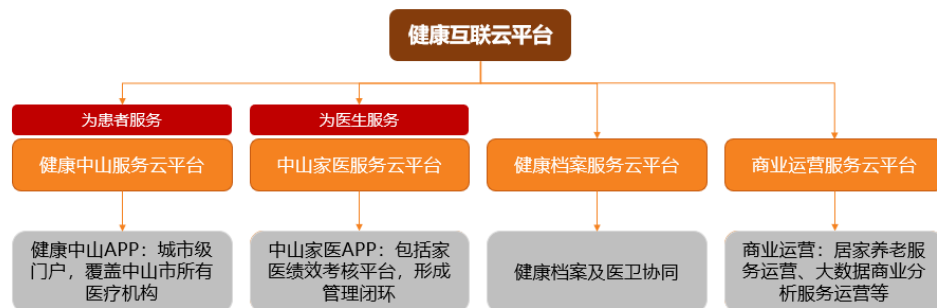 健康互联云平台
为患者服务
为医生服务
健康中山服务云平台
中山家医服务云平台
健康档案服务云平台
商业运营服务云平台
健康中山APP：城市级
门户，覆盖中山市所有
医疗机构
中山家医APP：包括家
医绩效考核平台，形成
管理闭环
健康档案及医卫协同
商业运营：居家养老服
务运营、大数据商业分
析服务运营等